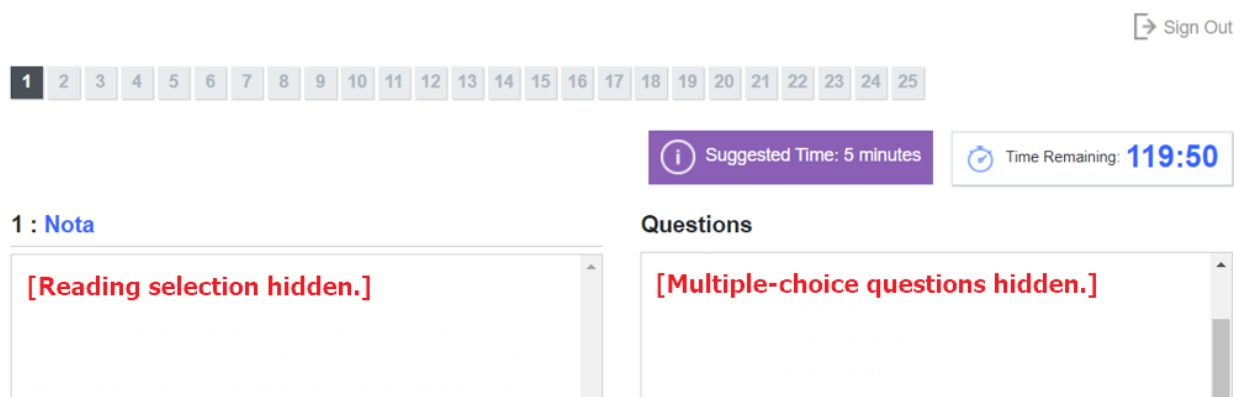 Sign Out
1 2 3 4 5 6 7 8 9 10 11 12 13 14 15 16 17 18 19 20 21 22 23 24 25
i Suggested Time: 5 minutes Time Remaining: 119:50
1 : Nota
Questions
[Reading selection hidden.]
[Multiple-choice questions hidden.]